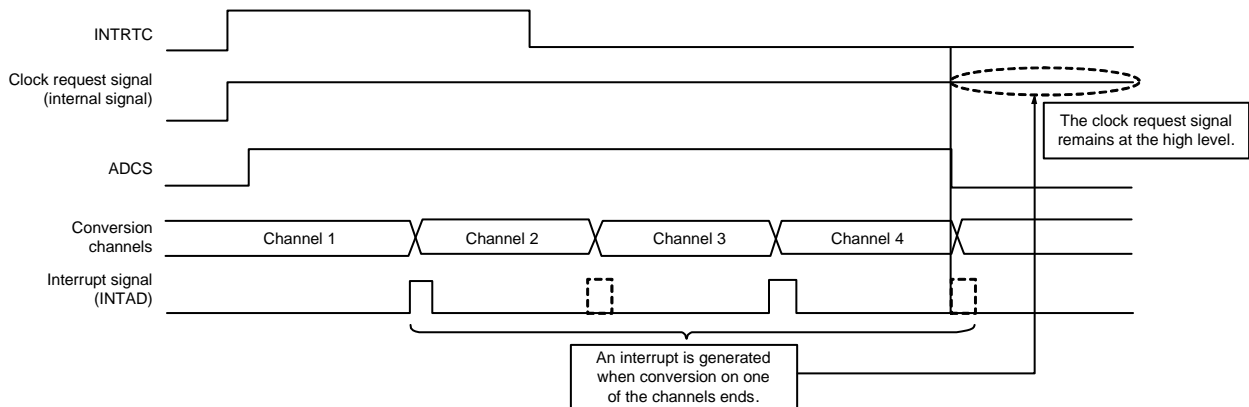 INTRTC
Clock request signal
(internal signal)
The clock request signal
remains at the high level.
ADCS
Conversion
channels
Channel 1
Channel 2
Channel 3
Channel 4
Interrupt signal
(INTAD)
An interrupt is generated
when conversion on one
of the channels ends.